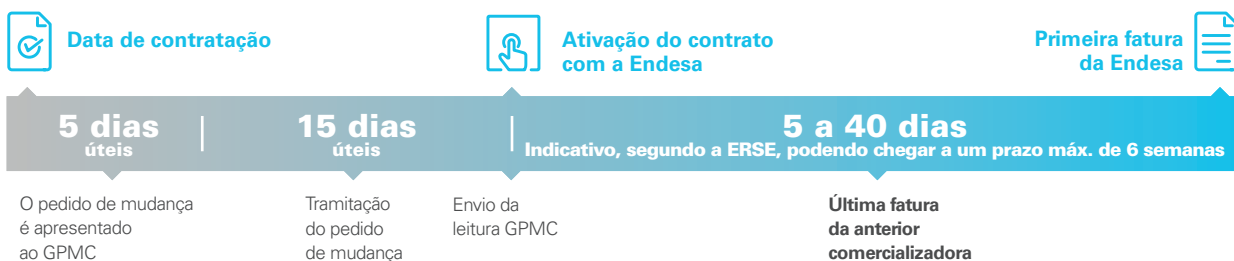 Data de contratação
Ativação do contrato
com a Endesa
Primeira fatura
da Endesa
5 dias
úteis
15 dias
úteis
5 a 40 dias
Indicativo, segundo a ERSE, podendo chegar a um prazo máx. de 6 semanas
O pedido de mudança
é apresentado
ao GPMC
Tramitação
do pedido
de mudança
Envio da
leitura GPMC
Última fatura
da anterior
comercializadora